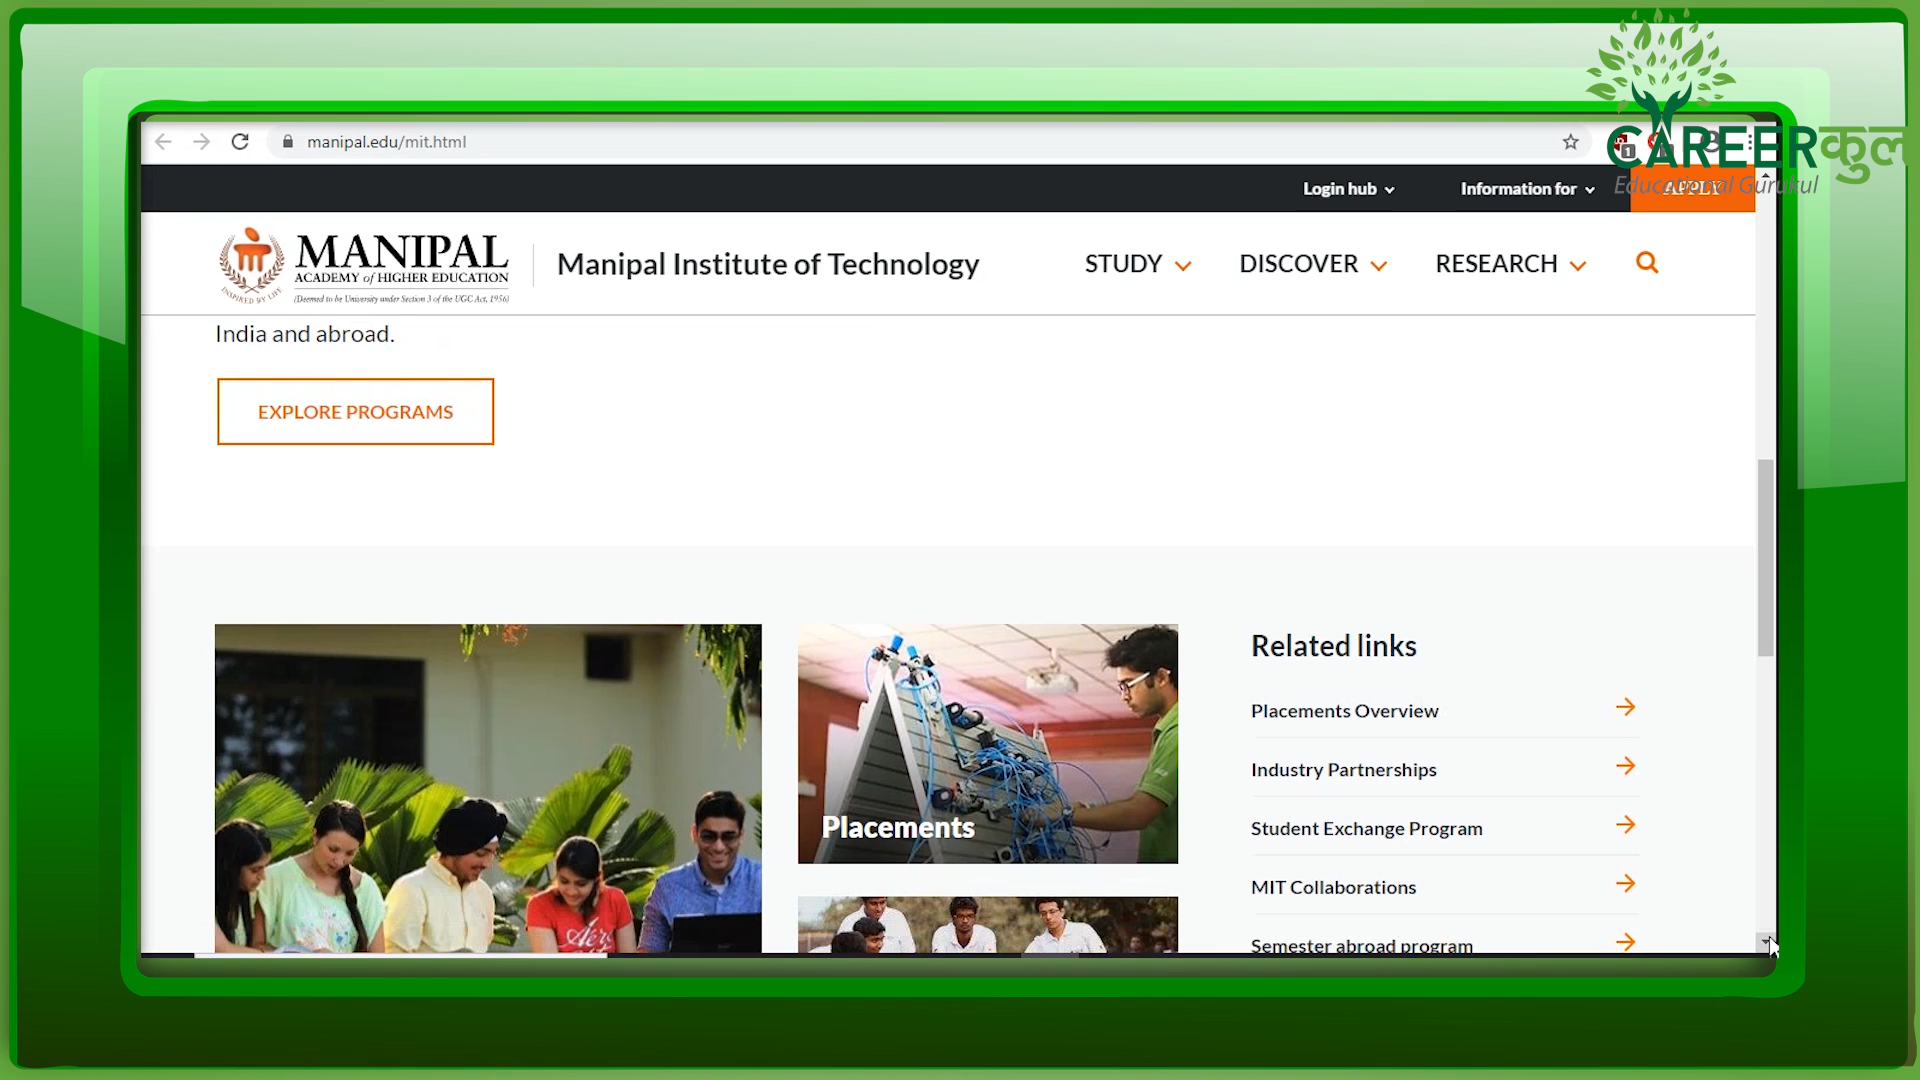 CAREERकुल
Educational Gurukul
manipal.edu/mit.html
1
Login hub
Information for
APPLY
MANIPAL
ACADEMY of HIGHER EDUCATION
(Deemed to be University under Section 3 of the UGC Act, 1956)
INSPIRED BY LIFE
Manipal Institute of Technology
STUDY
DISCOVER
RESEARCH
India and abroad.
EXPLORE PROGRAMS
Placements
Related links
Placements Overview
Industry Partnerships
Student Exchange Program
MIT Collaborations
Semester abroad program